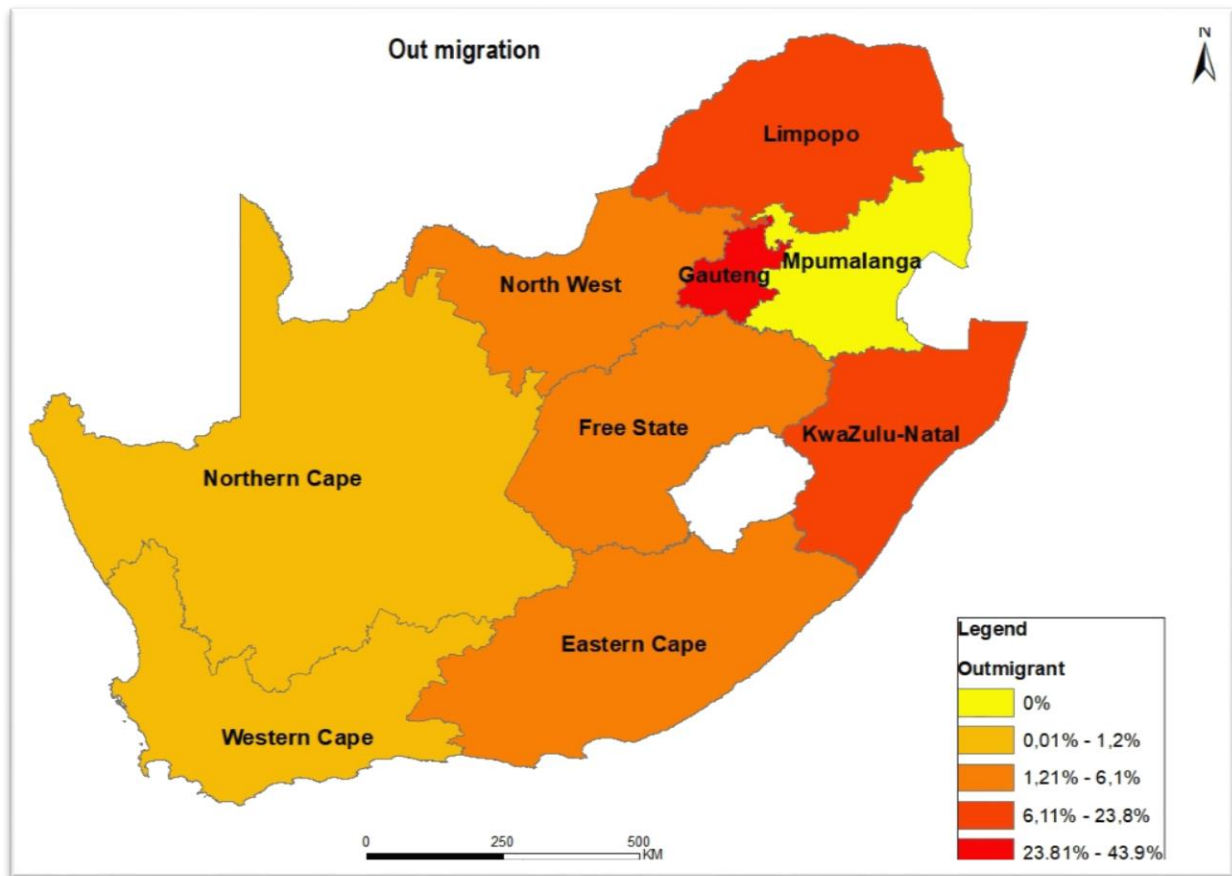 Out migration
N
Limpopo
Mpumalanga
Gauteng
North West
Free State
KwaZulu-Natal
Northern Cape
Eastern Cape
Western Cape
Legend
Outmigrant
0%
0,01% - 1,2%
1,21% - 6,1%
6,11% - 23,8%
23.81% - 43.9%
0 250 500
KM